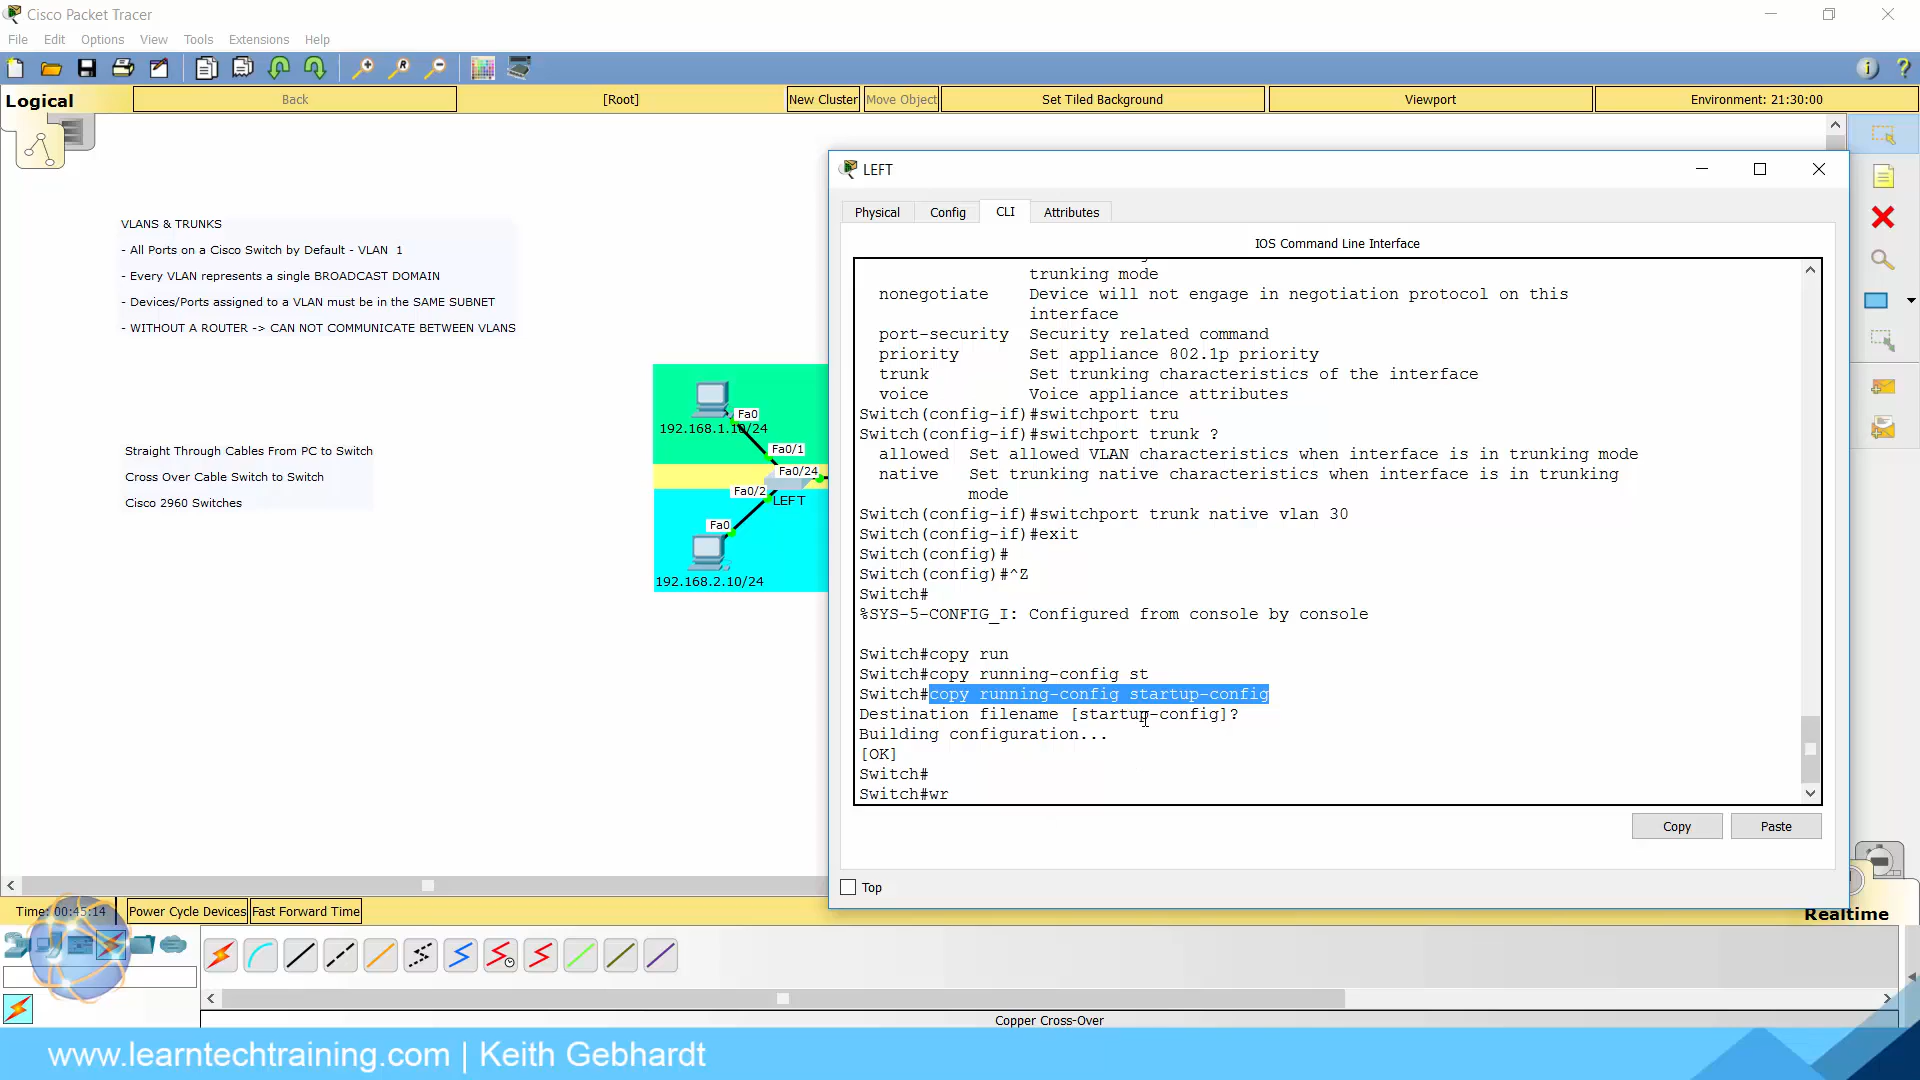 Cisco Packet Tracer
File Edit Options View Tools Extensions Help
Logical
Back
[Root]
New Cluster
Move Object
Set Tiled Background
Viewport
Environment: 21:30:00
VLANS & TRUNKS
- All Ports on a Cisco Switch by Default - VLAN 1
- Every VLAN represents a single BROADCAST DOMAIN
- Devices/Ports assigned to a VLAN must be in the SAME SUBNET
- WITHOUT A ROUTER -> CAN NOT COMMUNICATE BETWEEN VLANS
Straight Through Cables From PC to Switch
Cross Over Cable Switch to Switch
Cisco 2960 Switches
Fa0
192.168.1.10/24
Fa0/1
Fa0/24
Fa0/2
LEFT
Fa0
192.168.2.10/24
LEFT
Physical Config CLI Attributes
IOS Command Line Interface
trunking mode
nonegotiate Device will not engage in negotiation protocol on this
interface
port-security Security related command
priority Set appliance 802.1p priority
trunk Set trunking characteristics of the interface
voice Voice appliance attributes
Switch(config-if)#switchport tru
Switch(config-if)#switchport trunk ?
allowed Set allowed VLAN characteristics when interface is in trunking mode
native Set trunking native characteristics when interface is in trunking
mode
Switch(config-if)#switchport trunk native vlan 30
Switch(config-if)#exit
Switch(config)#
Switch(config)#^Z
Switch#
%SYS-5-CONFIG_I: Configured from console by console
Switch#copy run
Switch#copy running-config st
Switch#copy running-config startup-config
Destination filename [startup-config]?
Building configuration...
[OK]
Switch#
Switch#wr
Copy
Paste
Top
Time: 00:45:14
Power Cycle Devices
Fast Forward Time
Realtime
Copper Cross-Over
www.learntechtraining.com | Keith Gebhardt